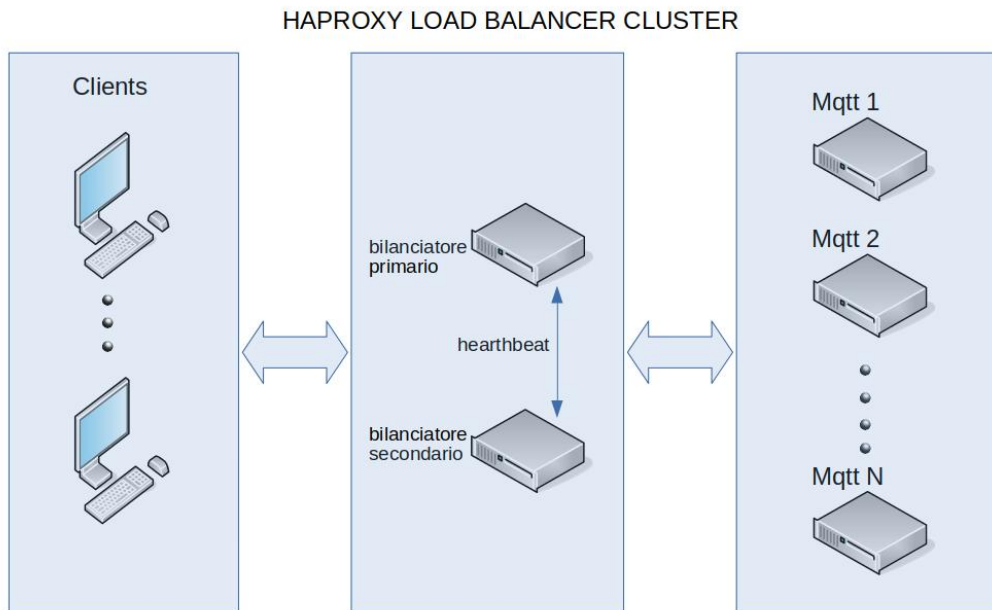 HAPROXY LOAD BALANCER CLUSTER
Clients
bilanciatore
primario
hearthbeat
bilanciatore
secondario
Mqtt 1
Mqtt 2
Mqtt N